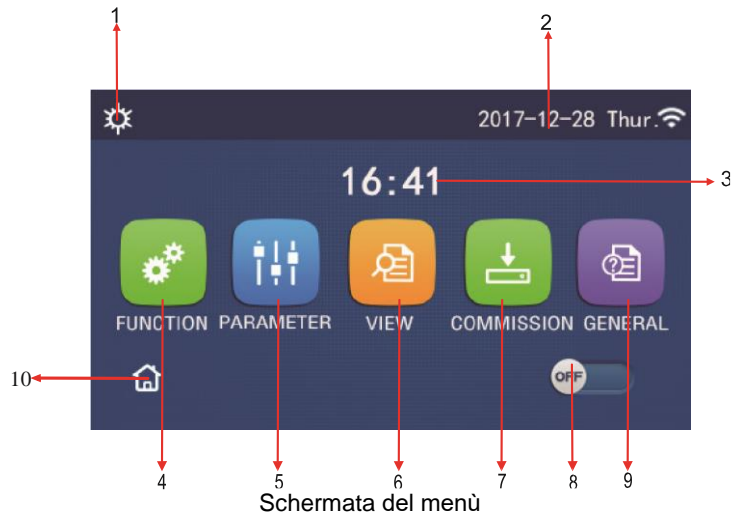 1
2
2017-12-28 Thur.
16:41
3
FUNCTION PARAMETER VIEW COMMISSION GENERAL
10
OFF
4 5 6 7 8 9
Schermata del menù